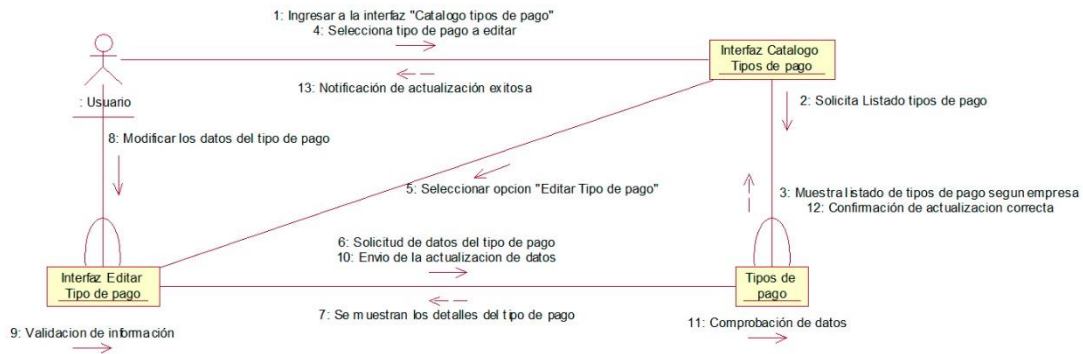 1: Ingresar a la interfaz "Catalogo tipos de pago"
4: Selecciona tipo de pago a editar
Interfaz Catalogo
Tipos de pago
13: Notificación de actualización exitosa
: Usuario
2: Solicita Listado tipos de pago
8: Modificar los datos del tipo de pago
5: Seleccionar opcion "Editar Tipo de pago"
3: Muestra listado de tipos de pago segun empresa
12: Confirmación de actualizacion correcta
6: Solicitud de datos del tipo de pago
10: Envio de la actualizacion de datos
Interfaz Editar
Tipo de pago
Tipos de
pago
7: Se muestran los detalles del tipo de pago
11: Comprobación de datos
9: Validacion de información